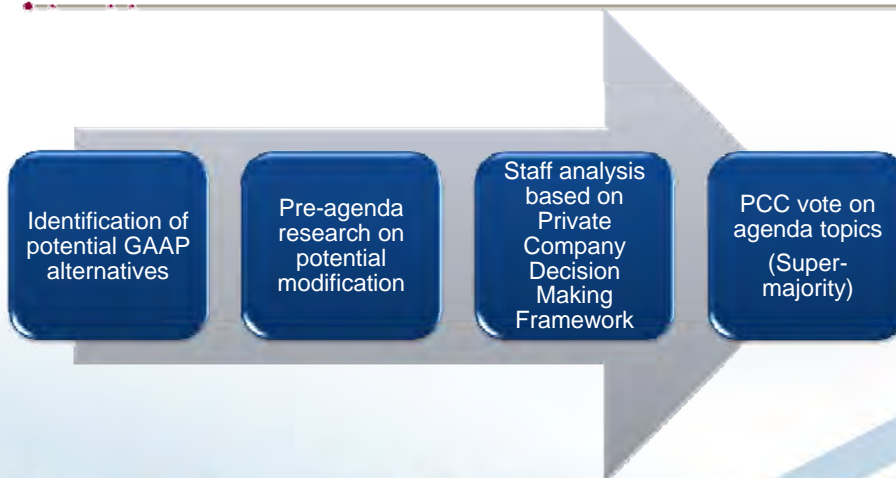 Identification of
potential GAAP
alternatives
Pre-agenda
research on
potential
modification
Staff analysis
based on
Private
Company
Decision
Making
Framework
PCC vote on
agenda topics
(Super-
majority)